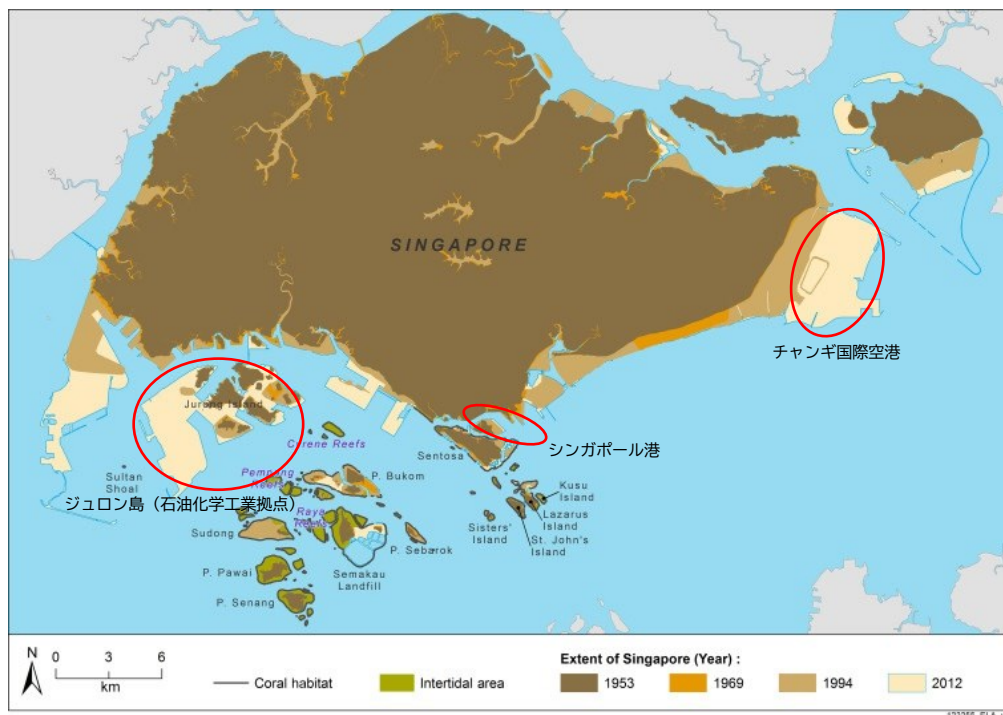 SINGAPORE
チャンギ国際空港
Jurong Island
シンガポール港
Cyrene Reefs
Sentosa
Sultan
Shoal
Pempang
Reefs
P. Bukom
ジュロン島（石油化学工業拠点）
Kusu
Island
Raya
Reefs
Lazarus
Island
Sudong
Sisters'
Island
St. John's
Island
P. Sebarok
P. Pawai
Semakau
Landfill
P. Senang
N
0 3 6
km
Coral habitat
Intertidal area
Extent of Singapore (Year) :
1953
1969
1994
2012